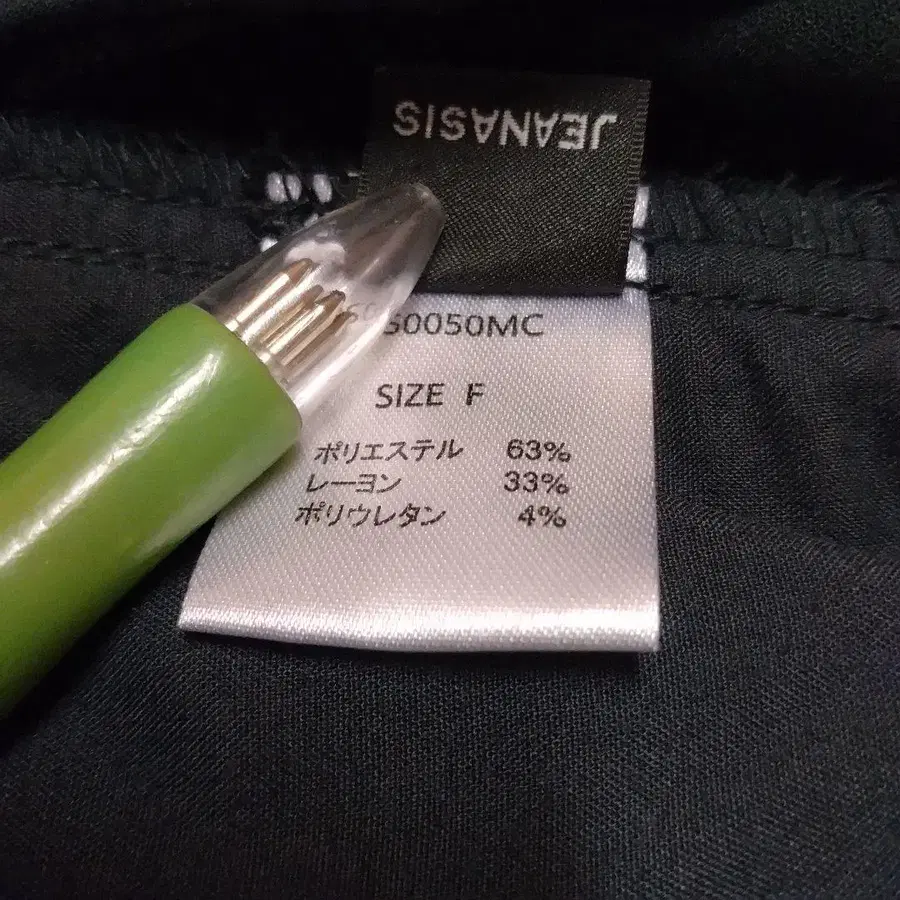 JEANASIS
50050MC
SIZE F
ポリエステル 63%
レーヨン 33%
ポリウレタン 4%